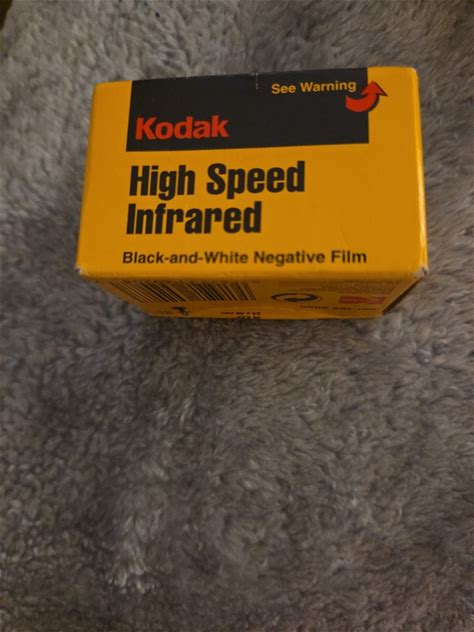 See Warning
Kodak
High Speed
Infrared
Black-and-White Negative Film